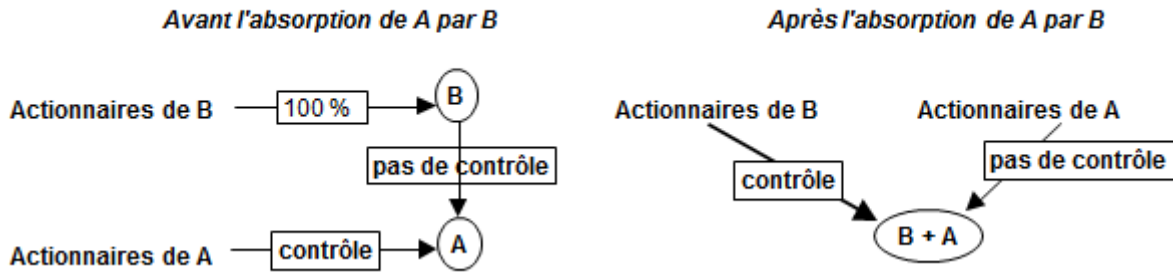 Avant l'absorption de A par B
Après l'absorption de A par B
Actionnaires de B
100 %
B
pas de contrôle
Actionnaires de A
contrôle
A
Actionnaires de B
Actionnaires de A
contrôle
pas de contrôle
B + A